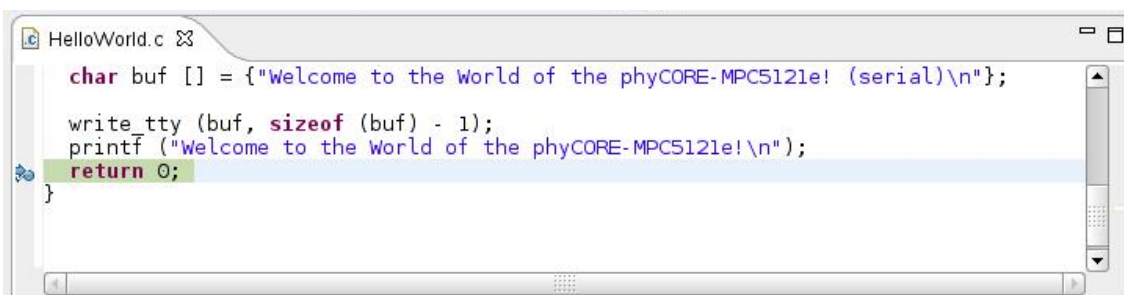 HelloWorld.c
char buf [] = {"Welcome to the World of the phyCORE-MPC5121e! (serial)\n"};
write_tty (buf, sizeof (buf) - 1);
printf ("Welcome to the World of the phyCORE-MPC5121e!\n");
return 0;
}